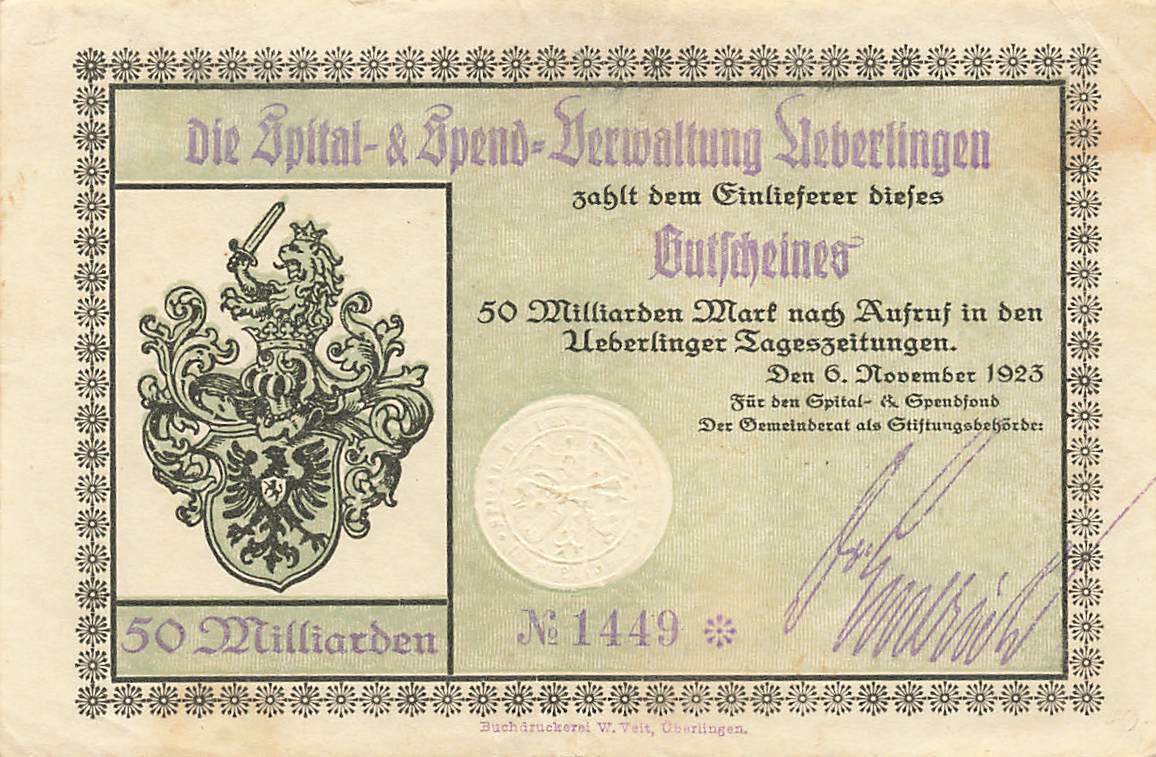 Die Spital- & Spend-Verwaltung Ueberlingen
zahlt dem Einlieferer dieses
Gutscheines
50 Milliarden Mark nach Aufruf in den
Ueberlinger Tageszeitungen.
Den 6. November 1923
Für den Spital- & Spendfond
Der Gemeinderat als Stiftungsbehörde:
50 Milliarden
№ 1449 *
Buchdruckerei W. Veit, Überlingen.